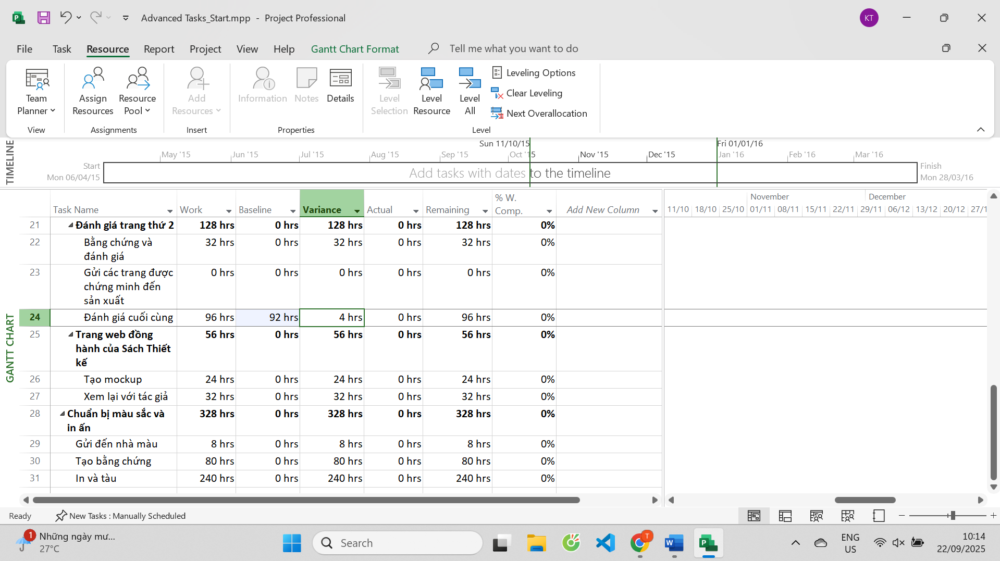 Advanced Tasks_Start.mpp - Project Professional
KT
File Task Resource Report Project View Help Gantt Chart Format Tell me what you want to do
Team Planner
View
Assign Resources
Resource Pool
Assignments
Add Resources
Insert
Information
Notes
Details
Properties
Level Selection
Level Resource
Level All
Leveling Options
Clear Leveling
Next Overallocation
Level
TIMELINE
Sun 11/10/15
Fri 01/01/16
May '15 Jun '15 Jul '15 Aug '15 Sep '15 Oct '15 Nov '15 Dec '15 Jan '16 Feb '16 Mar '16
Start
Mon 06/04/15
Add tasks with dates to the timeline
Finish
Mon 28/03/16
GANTT CHART
Task Name Work Baseline Variance Actual Remaining % W. Comp. Add New Column
November December
11/10 18/10 25/10 01/11 08/11 15/11 22/11 29/11 06/12 13/12 20/12 27/1
21 Đánh giá trang thứ 2 128 hrs 0 hrs 128 hrs 0 hrs 128 hrs 0%
22 Bằng chứng và 32 hrs 0 hrs 32 hrs 0 hrs 32 hrs 0%
đánh giá
23 Gửi các trang được 0 hrs 0 hrs 0 hrs 0 hrs 0 hrs 0%
chứng minh đến
sản xuất
24 Đánh giá cuối cùng 96 hrs 92 hrs 4 hrs 0 hrs 96 hrs 0%
25 Trang web đồng 56 hrs 0 hrs 56 hrs 0 hrs 56 hrs 0%
hành của Sách Thiết
kế
26 Tạo mockup 24 hrs 0 hrs 24 hrs 0 hrs 24 hrs 0%
27 Xem lại với tác giả 32 hrs 0 hrs 32 hrs 0 hrs 32 hrs 0%
28 Chuẩn bị màu sắc và 328 hrs 0 hrs 328 hrs 0 hrs 328 hrs 0%
in ấn
29 Gửi đến nhà màu 8 hrs 0 hrs 8 hrs 0 hrs 8 hrs 0%
30 Tạo bằng chứng 80 hrs 0 hrs 80 hrs 0 hrs 80 hrs 0%
31 In và tàu 240 hrs 0 hrs 240 hrs 0 hrs 240 hrs 0%
Ready New Tasks : Manually Scheduled
1
Những ngày mư...
27°C
Search
T
ENG
US
10:14
22/09/2025